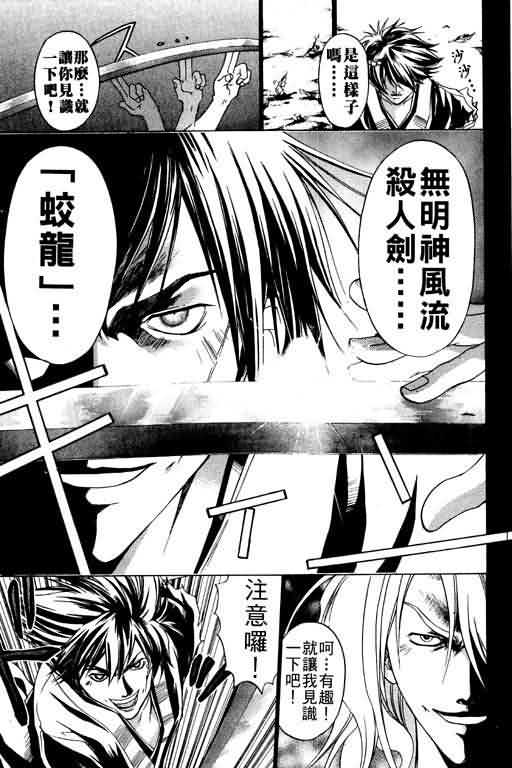 是這樣子
嗎……
沙
沙
那麼…就
讓你見識
一下吧！
無明神風流
殺人劍……
「蛟龍」…
呵…有趣！
就讓我見識
一下吧！
注意囉！